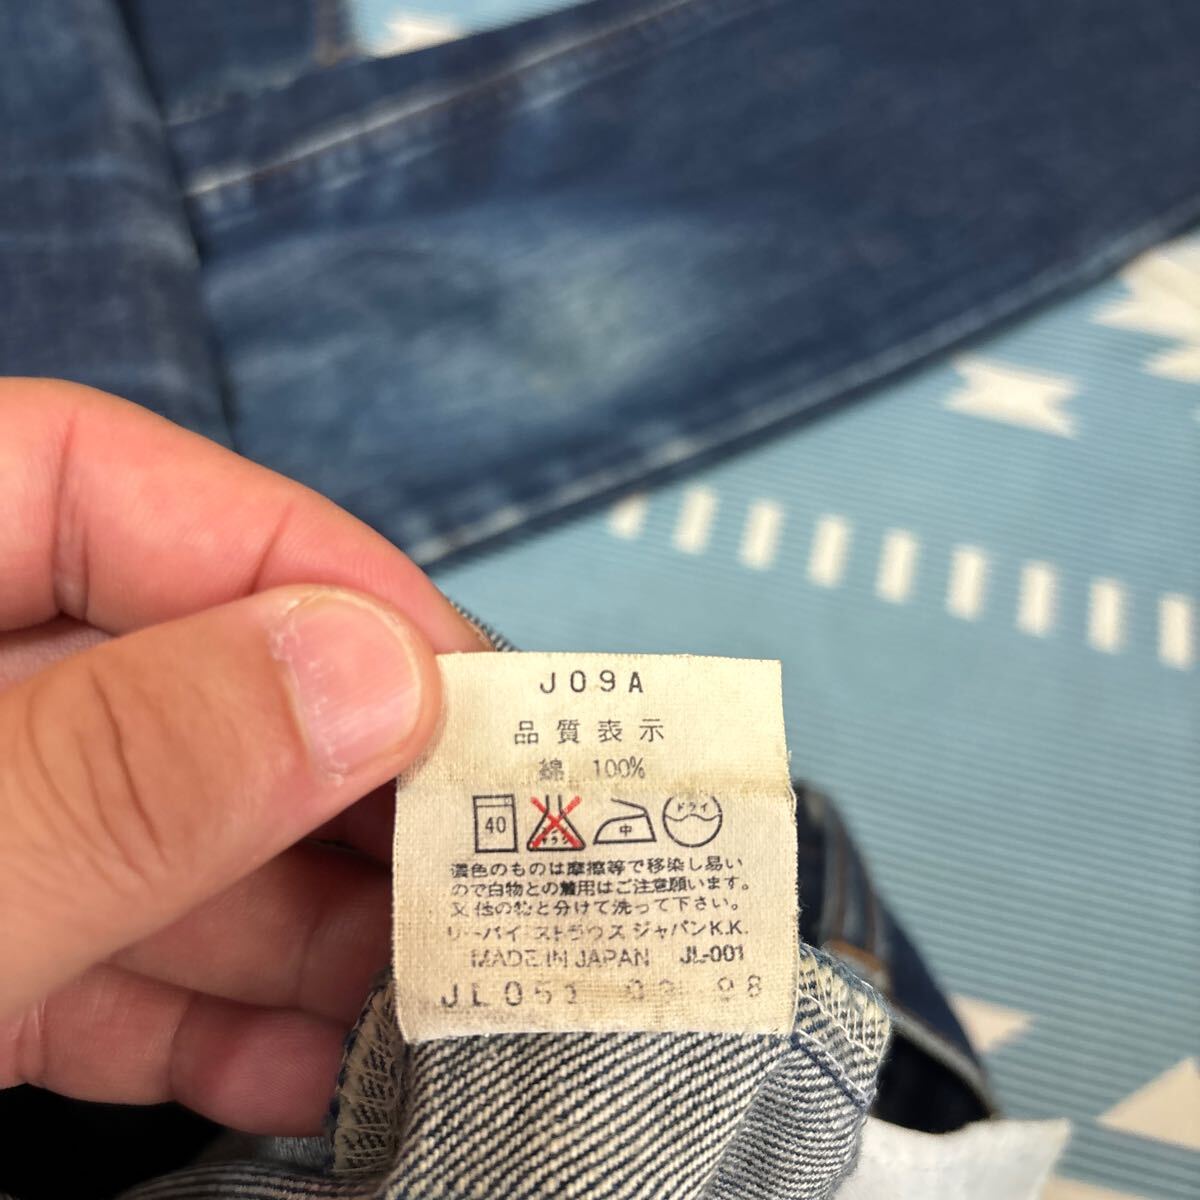 J09A
品質表示
綿 100%
40 中 ドライ
濃色のものは摩擦等で移染し易い
ので白物との着用はご注意願います。
又他の物と分けて洗って下さい。
リーバイ ストラウス ジャパンK.K.
MADE IN JAPAN JL-001
JL051 98